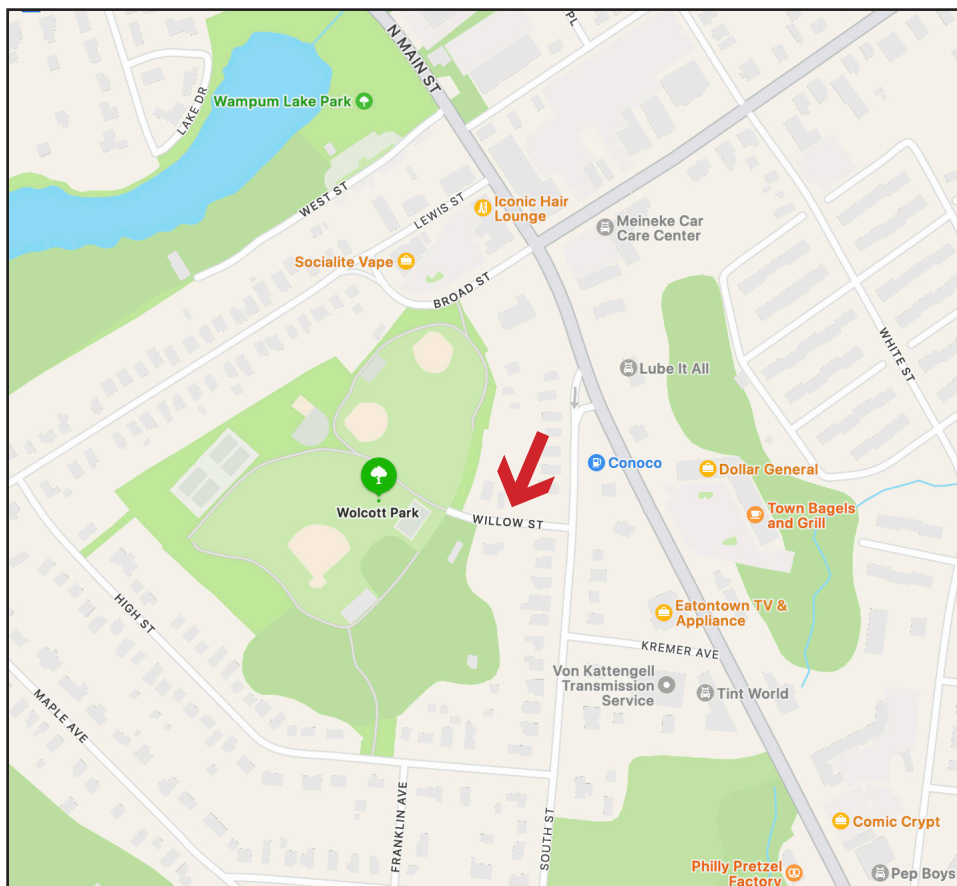 N MAIN ST
PL
Wampum Lake Park
LAKE DR
WEST ST
LEWIS ST
Iconic Hair
Lounge
Meineke Car
Care Center
Socialite Vape
BROAD ST
WHITE ST
Lube It All
Conoco
Dollar General
Wolcott Park
WILLOW ST
Town Bagels
and Grill
HIGH ST
Eatontown TV &
Appliance
KREMER AVE
Von Kattengell
Transmission
Service
Tint World
MAPLE AVE
FRANKLIN AVE
SOUTH ST
Comic Crypt
Philly Pretzel
Factory
Pep Boys